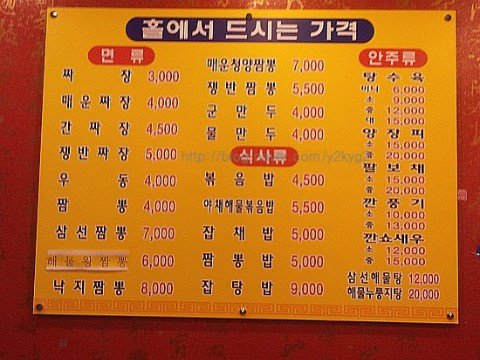 홀에서 드시는 가격
면 류
짜 장 3,000
매운짜장 4,000
간 짜 장 4,500
쟁반짜장 5,000
우 동 4,000
짬 뽕 4,000
삼선짬뽕 7,000
해물왕짬뽕 6,000
낙지짬뽕 8,000
매운청양짬뽕 7,000
쟁반짬뽕 5,500
군 만 두 4,000
물 만 두 4,000
식사류
볶 음 밥 4,500
야채해물볶음밥 5,500
잡 채 밥 5,000
짬 뽕 밥 5,000
잡 탕 밥 9,000
안주류
탕 수 육
미니 6,000
소 9,000
중 12,000
대 15,000
양 장 피
소 15,000
중 20,000
팔 보 채
소 15,000
중 20,000
깐 풍 기
소 10,000
중 13,000
깐쇼새우
소 12,000
중 15,000
삼선해물탕 12,000
해물누룽지탕 20,000